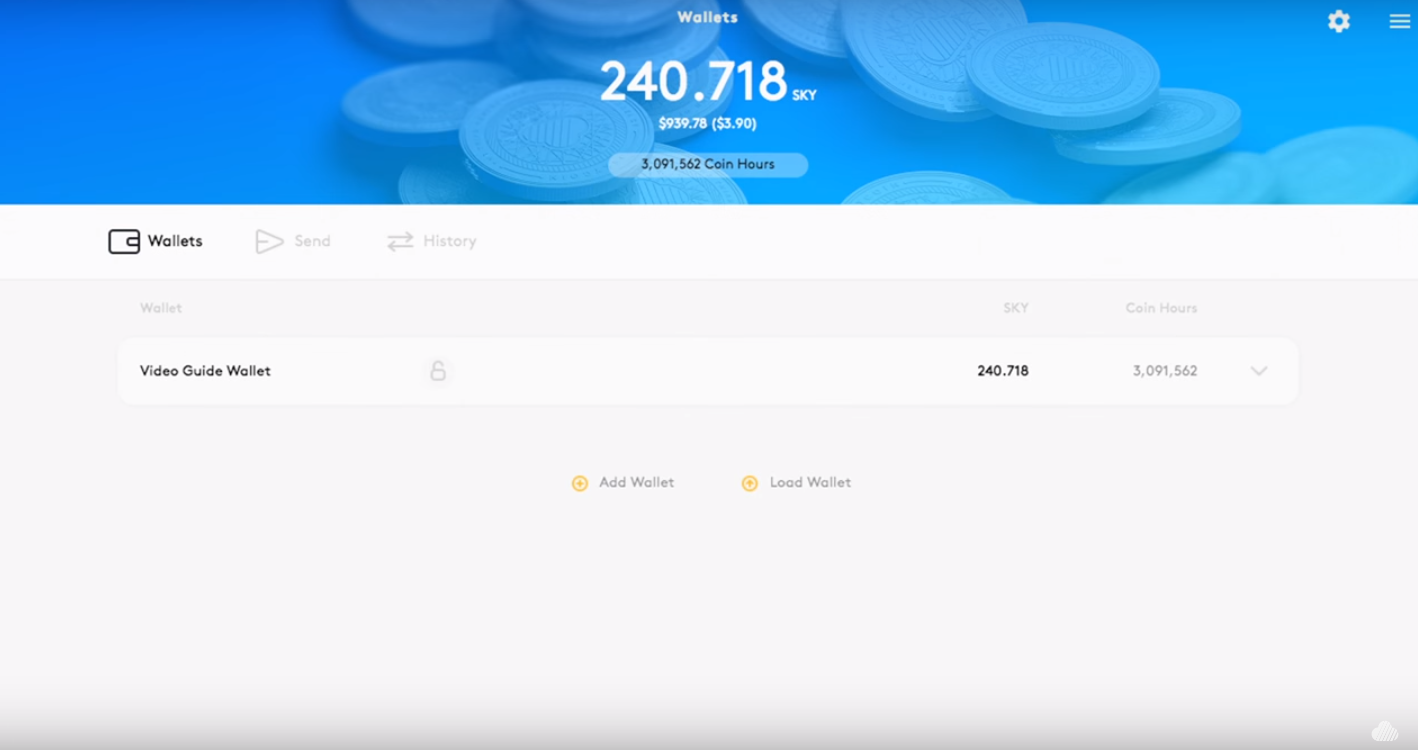 Wallets
240.718 SKY
$939.78 ($3.90)
3,091,562 Coin Hours
Wallets Send History
Wallet SKY Coin Hours
Video Guide Wallet 240.718 3,091,562
Add Wallet Load Wallet